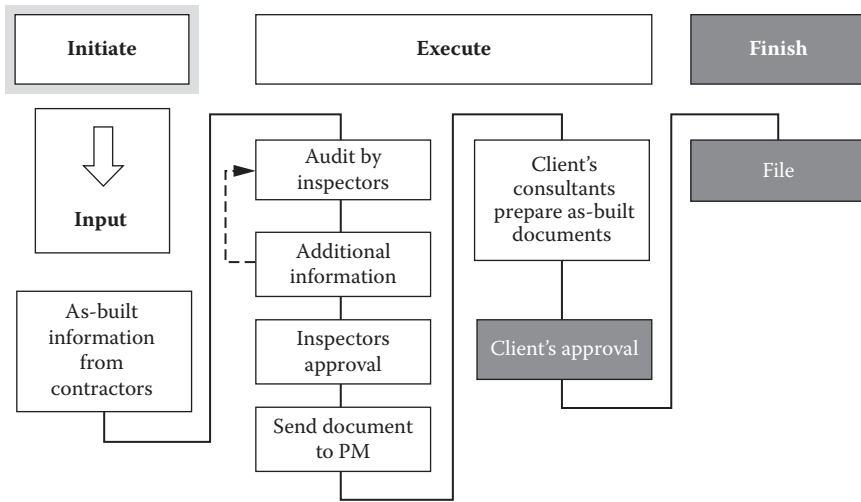 Initiate
Execute
Finish
Input
As-built
information
from
contractors
Audit by
inspectors
Additional
information
Inspectors
approval
Send document
to PM
Client’s
consultants
prepare as-built
documents
Client’s approval
File